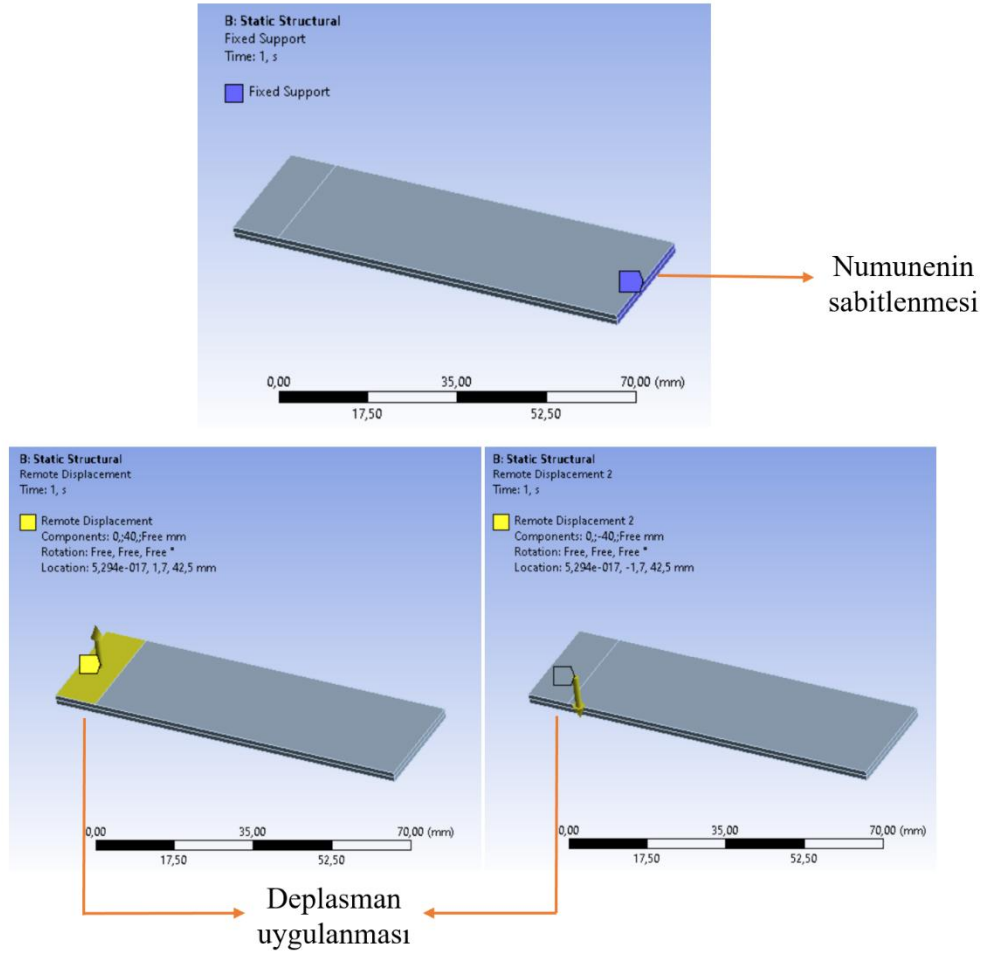 B: Static Structural
Fixed Support
Time: 1, s
Fixed Support
Numunenin
sabitlenmesi
0,00
35,00
70,00 (mm)
17,50
52,50
B: Static Structural
Remote Displacement
Time: 1, s
Remote Displacement
Components: 0,;40,;Free mm
Rotation: Free, Free, Free *
Location: 5,294e-017, 1,7, 42,5 mm
0,00
35,00
70,00 (mm)
17,50
52,50
B: Static Structural
Remote Displacement 2
Time: 1, s
Remote Displacement 2
Components: 0,;-40,;Free mm
Rotation: Free, Free, Free *
Location: 5,294e-017, -1,7, 42,5 mm
0,00
35,00
70,00 (mm)
17,50
52,50
Deplasman
uygulanması